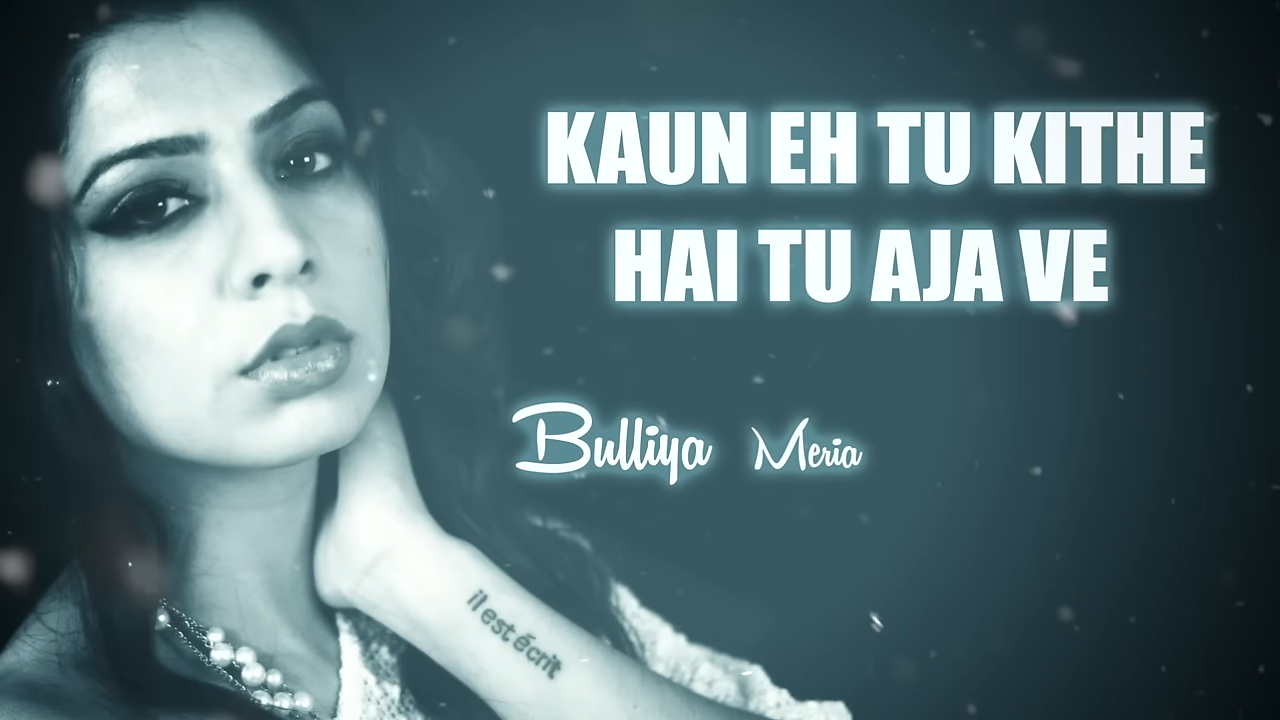 KAUN EH TU KITHE
HAI TU AJA VE
Bulliya Meria
il est écrit